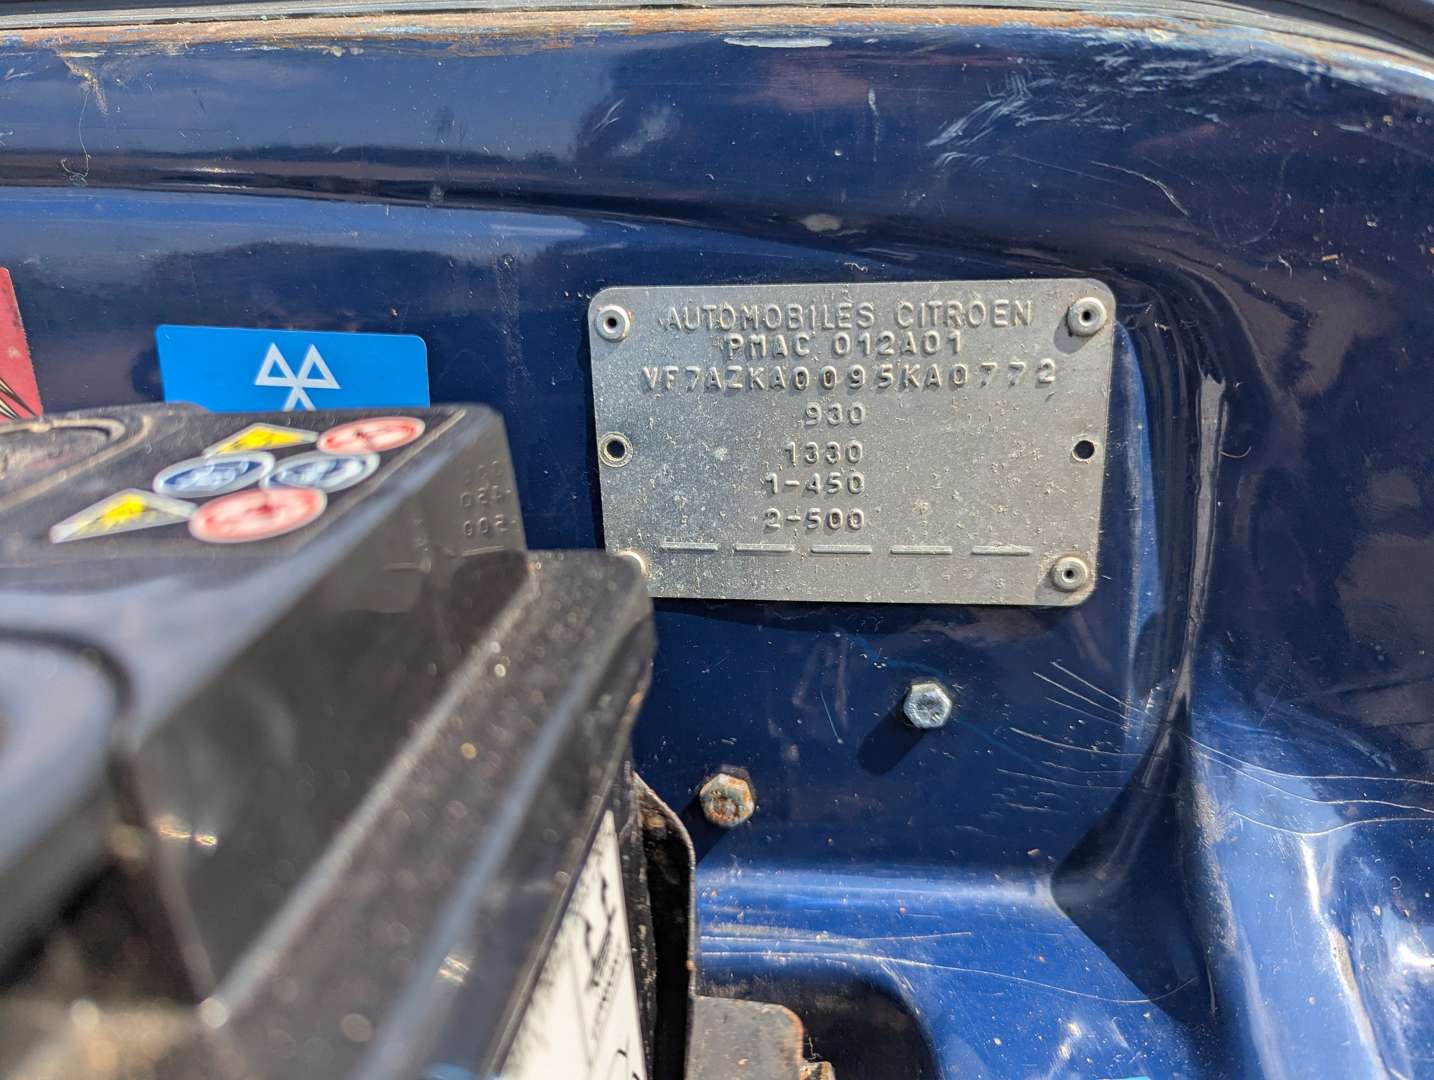 AUTOMOBILES CITROEN
PMAC 012A01
VF7AZKA0095KA0772
930
1330
1-450
2-500